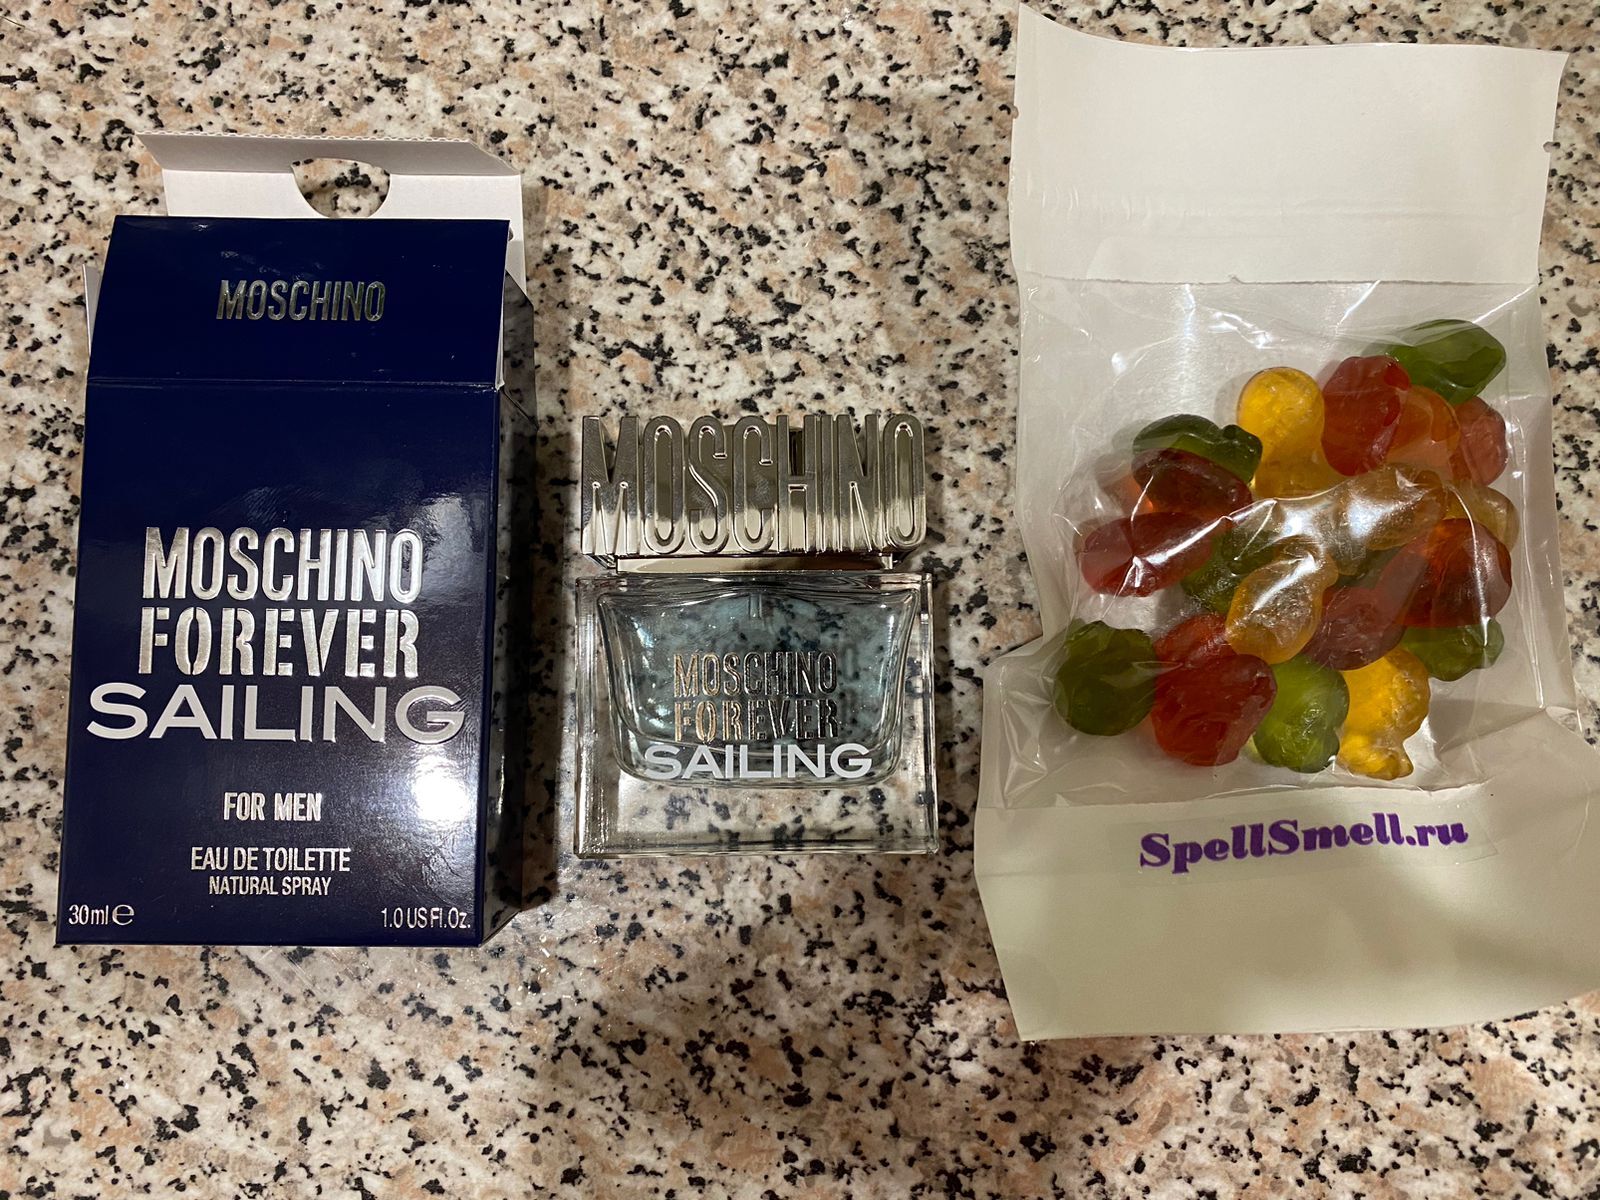 MOSCHINO
MOSCHINO
FOREVER
SAILING
FOR MEN
EAU DE TOILETTE
NATURAL SPRAY
30ml ℮
1.0 US Fl.Oz.
MOSCHINO
MOSCHINO
FOREVER
SAILING
SpellSmell.ru